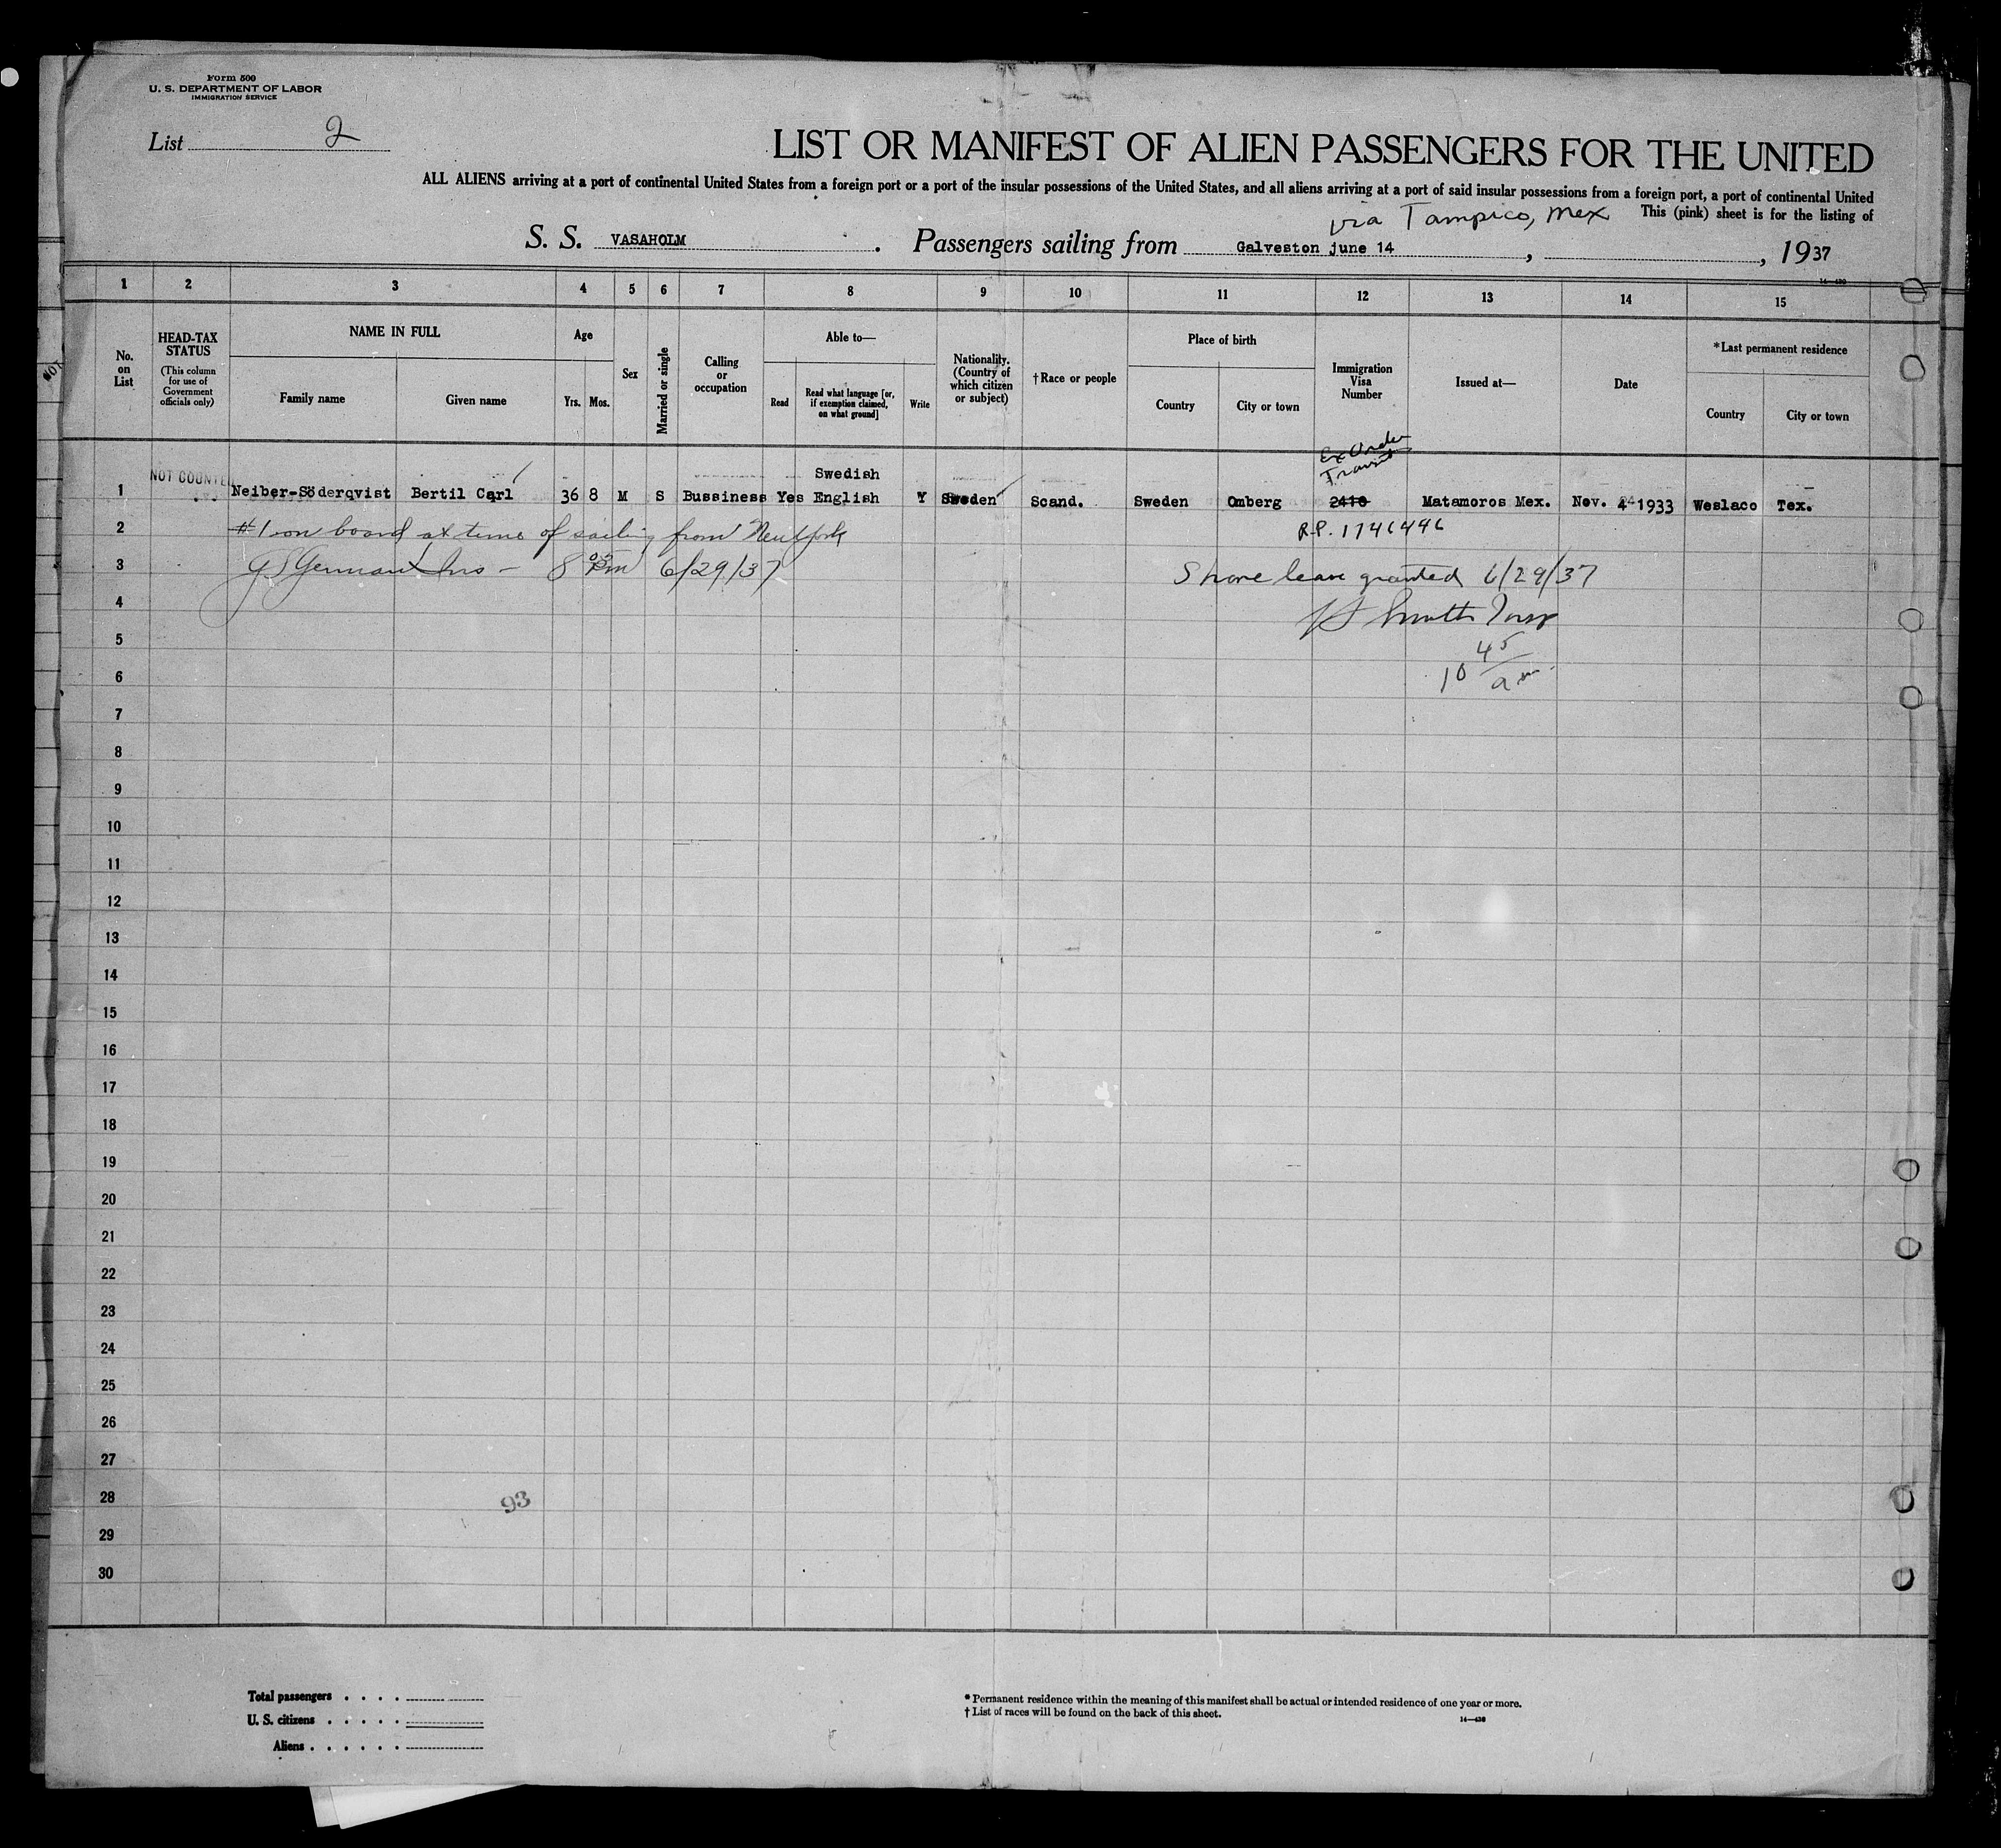 Form 500
U. S. DEPARTMENT OF LABOR
IMMIGRATION SERVICE
List 2
LIST OR MANIFEST OF ALIEN PASSENGERS FOR THE UNITED
ALL ALIENS arriving at a port of continental United States from a foreign port or a port of the insular possessions of the United States, and all aliens arriving at a port of said insular possessions from a foreign port, a port of continental United
via Tampico, Mex This (pink) sheet is for the listing of
S. S. VASAHOLM . Passengers sailing from Galveston june 14 , , 1937
1 2 3 4 5 6 7 8 9 10 11 12 13 14 15
No. on List
HEAD-TAX STATUS
(This column for use of Government officials only)
NAME IN FULL
Family name Given name
Age
Yrs. Mos.
Sex
Married or single
Calling or occupation
Able to—
Read
Read what language [or, if exemption claimed, on what ground]
Write
Nationality. (Country of which citizen or subject)
†Race or people
Place of birth
Country City or town
Immigration Visa Number
Issued at—
Date
*Last permanent residence
Country City or town
Ex Order
Transit
NOT COUNTE
Swedish
1 Neiber-Söderqvist Bertil Carl 36 8 M S Bussiness Yes English Y Sweden Scand. Sweden Omberg 2410 Matamoros Mex. Nov. 4 1933 Weslaco Tex.
2 #1 on board at time of sailing from New York R.P. 1746446
3 GS German Ins - 8 05 Pm 6/29/37 Shore leave granted 6/29/37
4 Smith Insp
5 45
6 10 am
7
8
9
10
11
12
13
14
15
16
17
18
19
20
21
22
23
24
25
26
27
28 93
29
30
Total passengers . . . .
U. S. citizens . . . . .
Aliens . . . . . .
* Permanent residence within the meaning of this manifest shall be actual or intended residence of one year or more.
† List of races will be found on the back of this sheet.
14—430